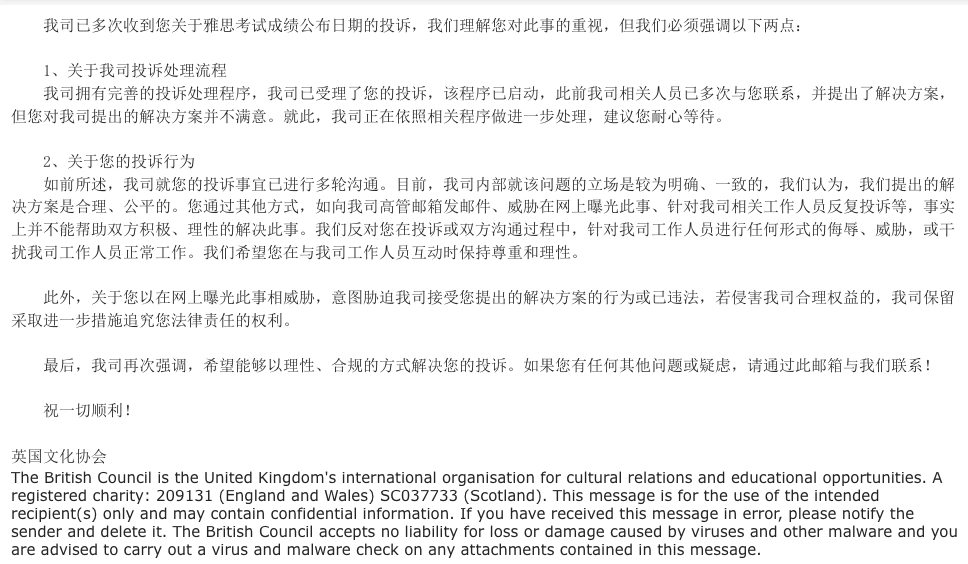 我司已多次收到您关于雅思考试成绩公布日期的投诉，我们理解您对此事的重视，但我们必须强调以下两点：
1、关于我司投诉处理流程
我司拥有完善的投诉处理程序，我司已受理了您的投诉，该程序已启动，此前我司相关人员已多次与您联系，并提出了解决方案，
但您对我司提出的解决方案并不满意。就此，我司正在依照相关程序做进一步处理，建议您耐心等待。
2、关于您的投诉行为
如前所述，我司就您的投诉事宜已进行多轮沟通。目前，我司内部就该问题的立场是较为明确、一致的，我们认为，我们提出的解
决方案是合理、公平的。您通过其他方式，如向我司高管邮箱发邮件、威胁在网上曝光此事、针对我司相关工作人员反复投诉等，事实
上并不能帮助双方积极、理性的解决此事。我们反对您在投诉或双方沟通过程中，针对我司工作人员进行任何形式的侮辱、威胁，或干
扰我司工作人员正常工作。我们希望您在与我司工作人员互动时保持尊重和理性。
此外，关于您以在网上曝光此事相威胁，意图胁迫我司接受您提出的解决方案的行为或已违法，若侵害我司合理权益的，我司保留
采取进一步措施追究您法律责任的权利。
最后，我司再次强调，希望能够以理性、合规的方式解决您的投诉。如果您有任何其他问题或疑虑，请通过此邮箱与我们联系！
祝一切顺利！
英国文化协会
The British Council is the United Kingdom's international organisation for cultural relations and educational opportunities. A
registered charity: 209131 (England and Wales) SC037733 (Scotland). This message is for the use of the intended
recipient(s) only and may contain confidential information. If you have received this message in error, please notify the
sender and delete it. The British Council accepts no liability for loss or damage caused by viruses and other malware and you
are advised to carry out a virus and malware check on any attachments contained in this message.